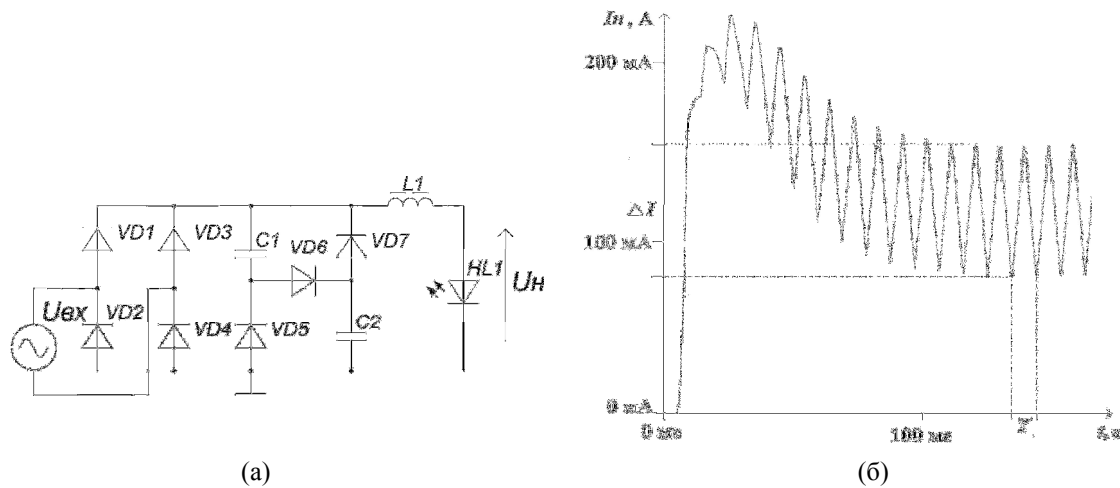 Iн, А
200 мА
ΔI
100 мА
0 мА
0 мс
100 мс
T
t, с
L1
VD1
VD3
C1
VD6
VD7
HL1
Uн
Uвх
VD2
VD4
VD5
C2
(а)
(б)